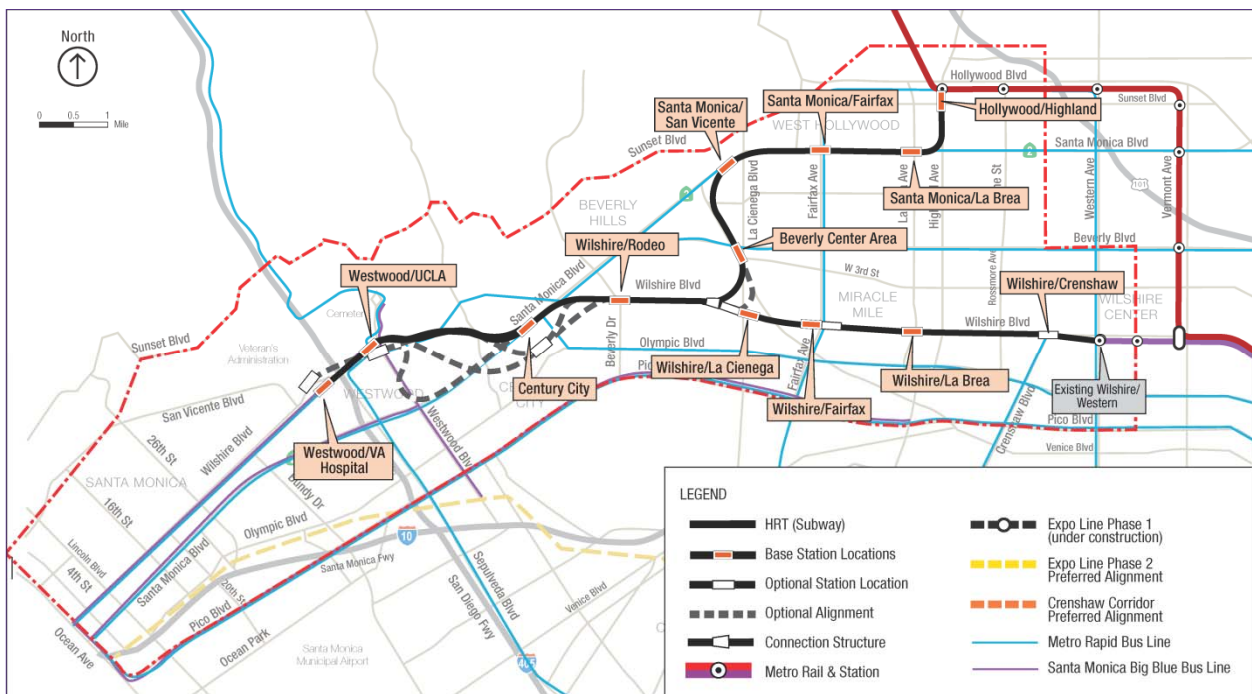 North
0 0.5 1
Mile
Hollywood Blvd
Sunset Blvd
Hollywood/Highland
Santa Monica/
San Vicente
Santa Monica/Fairfax
WEST HOLLYWOOD
Sunset Blvd
2
Santa Monica Blvd
101
Santa Monica/La Brea
La Cienega Blvd
Fairfax Ave
Western Ave
Vermont Ave
2
BEVERLY
HILLS
Beverly Center Area
Beverly Blvd
Wilshire/Rodeo
W 3rd St
Rossmore Ave
Westwood/UCLA
Santa Monica Blvd
Wilshire Blvd
MIRACLE
MILE
Wilshire/Crenshaw
WILSHIRE
CENTER
Wilshire Blvd
Veteran's
Administration
Sunset Blvd
Beverly Dr
Olympic Blvd
Wilshire/La Cienega
Fairfax Ave
Wilshire/La Brea
Existing Wilshire/
Western
Century City
WESTWOOD
Wilshire/Fairfax
Crenshaw Blvd
Pico Blvd
Venice Blvd
San Vicente Blvd
Wilshire Blvd
26th St
Westwood/VA
Hospital
SANTA MONICA
Bundy Dr
16th St
Olympic Blvd
10
Santa Monica Fwy
Lincoln Blvd
4th St
Santa Monica Blvd
20th St
Pico Blvd
Sepulveda Blvd
San Diego Fwy
Venice Blvd
Ocean Ave
Ocean Park
Santa Monica
Municipal Airport
405
LEGEND
HRT (Subway)
Base Station Locations
Optional Station Location
Optional Alignment
Connection Structure
Metro Rail & Station
Expo Line Phase 1
(under construction)
Expo Line Phase 2
Preferred Alignment
Crenshaw Corridor
Preferred Alignment
Metro Rapid Bus Line
Santa Monica Big Blue Bus Line